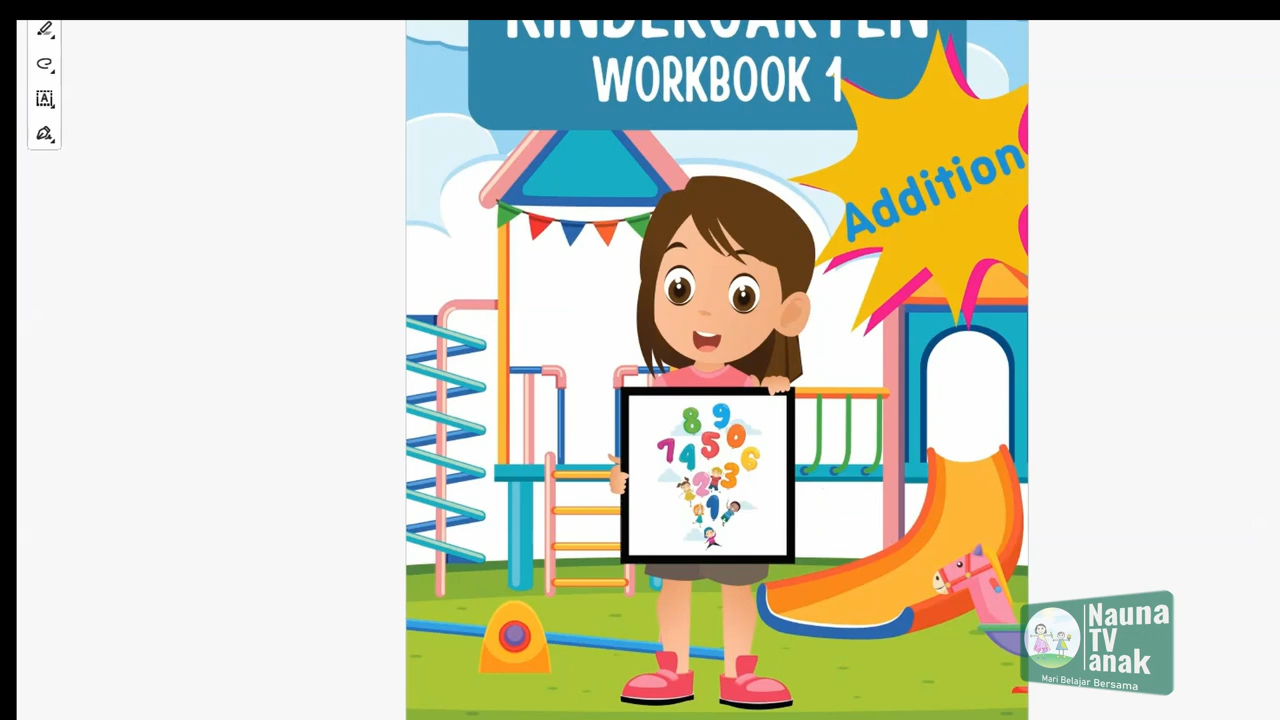 KINDERGARTEN
WORKBOOK 1
Addition
8 9
7 4 5 0 6
2 3
1
Nauna
TV
anak
Mari Belajar Bersama